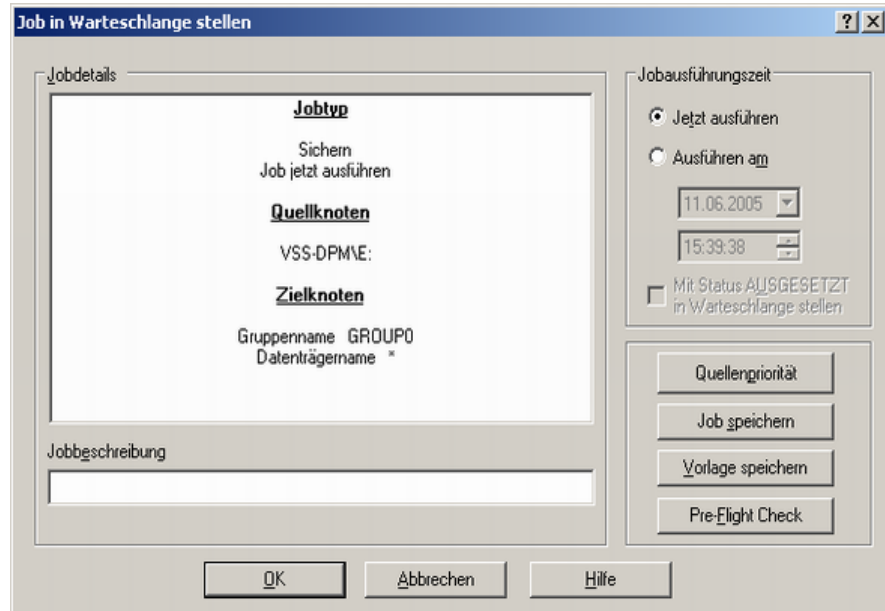 Job in Warteschlange stellen
Jobdetails
Jobtyp
Sichern
Job jetzt ausführen
Quellknoten
VSS-DPM\E:
Zielknoten
Gruppenname GROUP0
Datenträgername *
Jobbeschreibung
Jobausführungszeit
Jetzt ausführen
Ausführen am
11.06.2005
15:39:38
Mit Status AUSGESETZT
in Warteschlange stellen
Quellenpriorität
Job speichern
Vorlage speichern
Pre-Flight Check
OK
Abbrechen
Hilfe